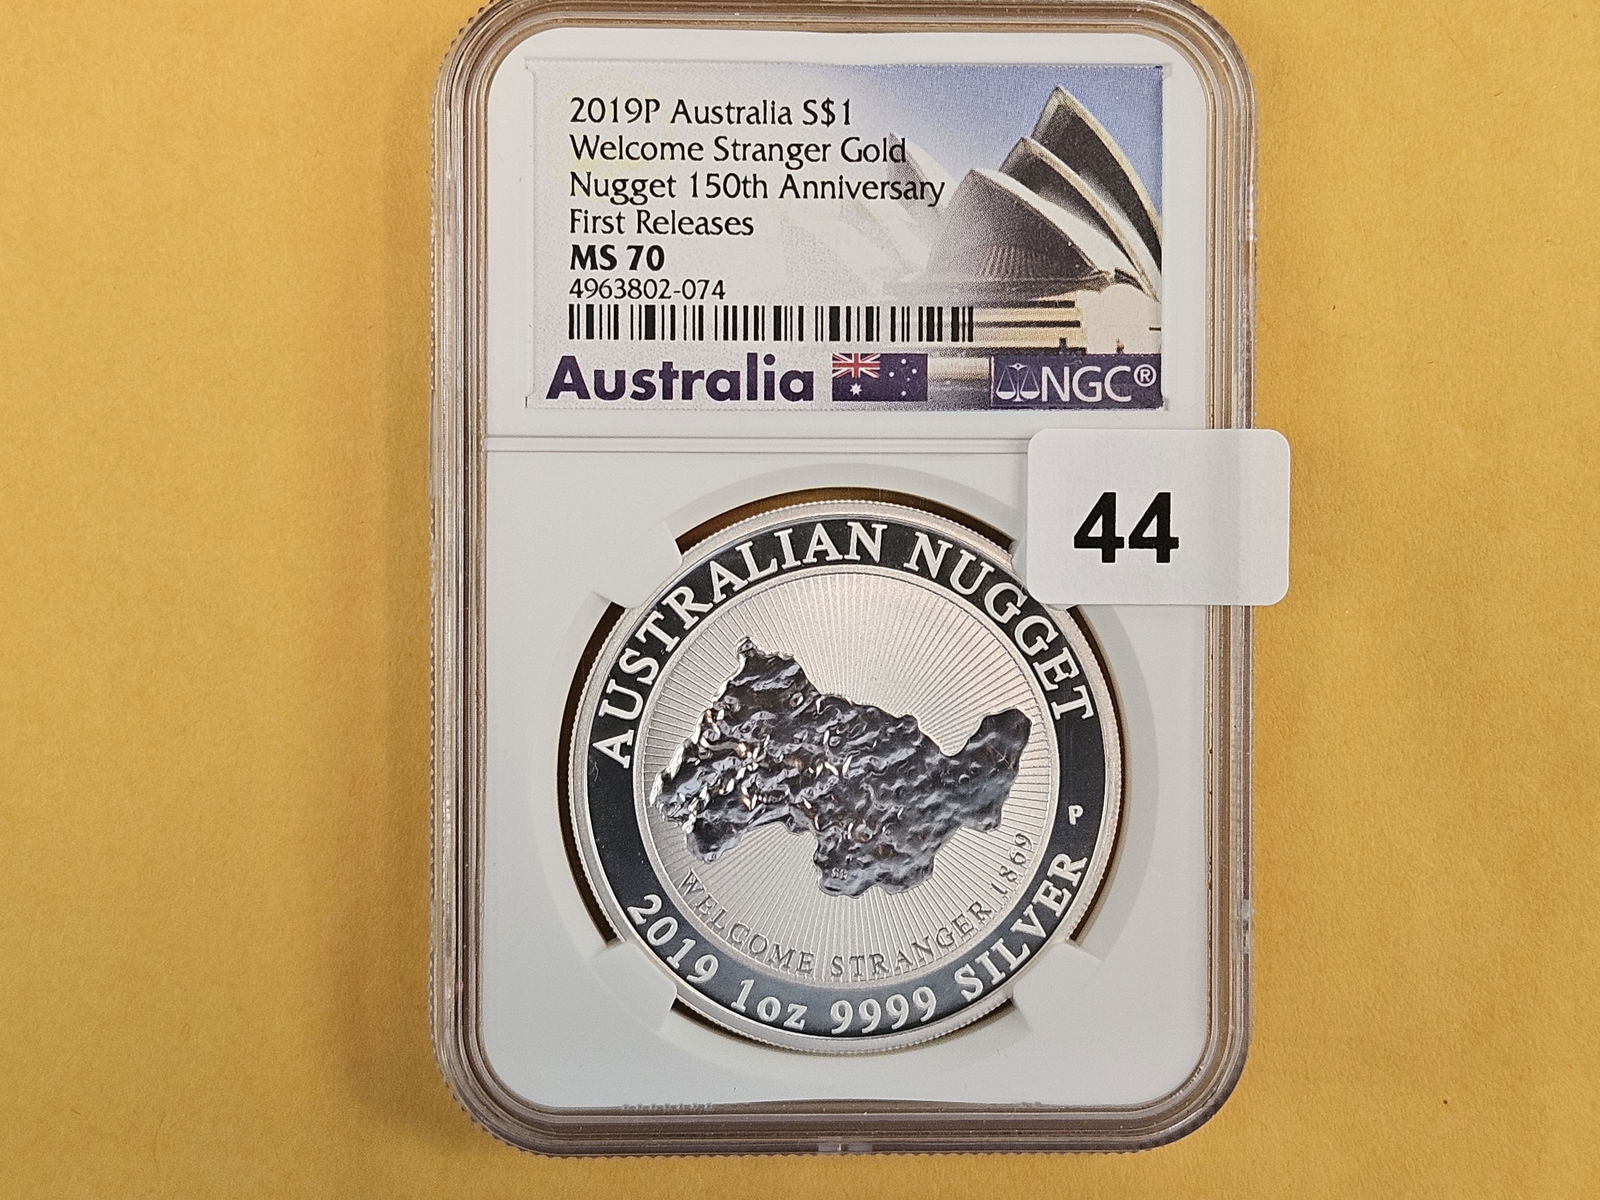 2019P Australia S$1
Welcome Stranger Gold
Nugget 150th Anniversary
First Releases
MS 70
4963802-074
Australia
NGC®
44
AUSTRALIAN NUGGET
P
WELCOME STRANGER 1869
2019 1oz 9999 SILVER